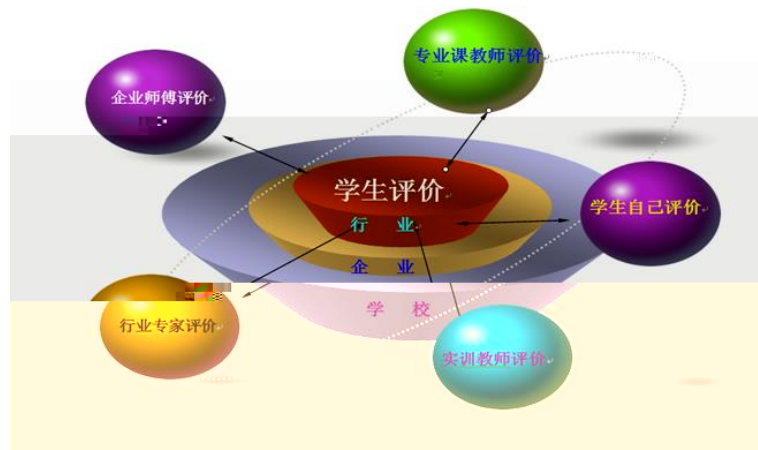 专业课教师评价
企业师傅评价
学生评价
学生自己评价
行 业
企 业
学 校
行业专家评价
实训教师评价